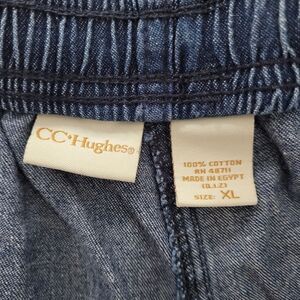 CC•Hughes®
100% COTTON
RN 48711
MADE IN EGYPT
(O.I.Z)
SIZE: XL